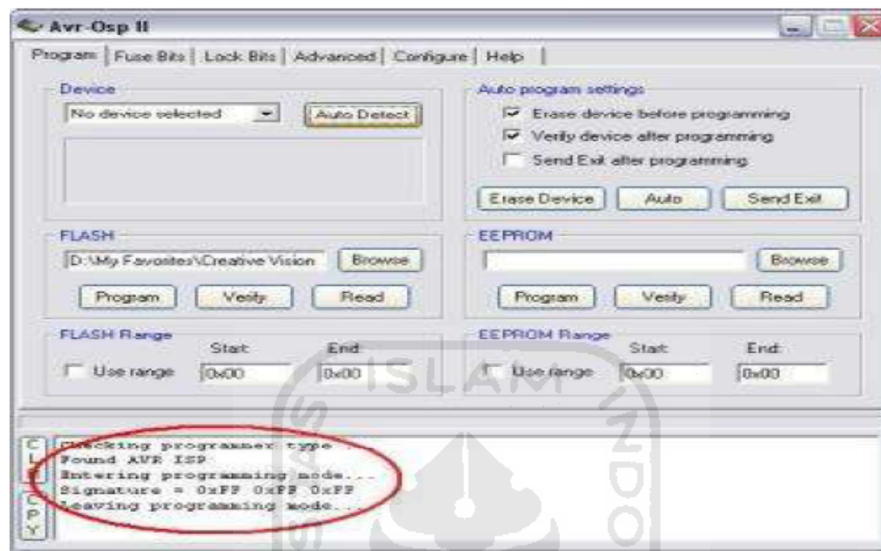 Avr-Osp II
Program Fuse Bits Lock Bits Advanced Configure Help
Device
No device selected Auto Detect
Auto program settings
Erase device before programming
Verify device after programming
Send Exit after programming
Erase Device Auto Send Exit
FLASH
D:\My Favorites\Creative Vision Browse
Program Verify Read
EEPROM
Browse
Program Verify Read
FLASH Range
Start: End:
Use range 0x00 0x00
EEPROM Range
Start: End:
Use range 0x00 0x00
CLR
CPY
Checking programmer type ...
Found AVR ISP
Entering programming mode...
Signature = 0xFF 0xFF 0xFF
Leaving programming mode...
ISLAM
INDO